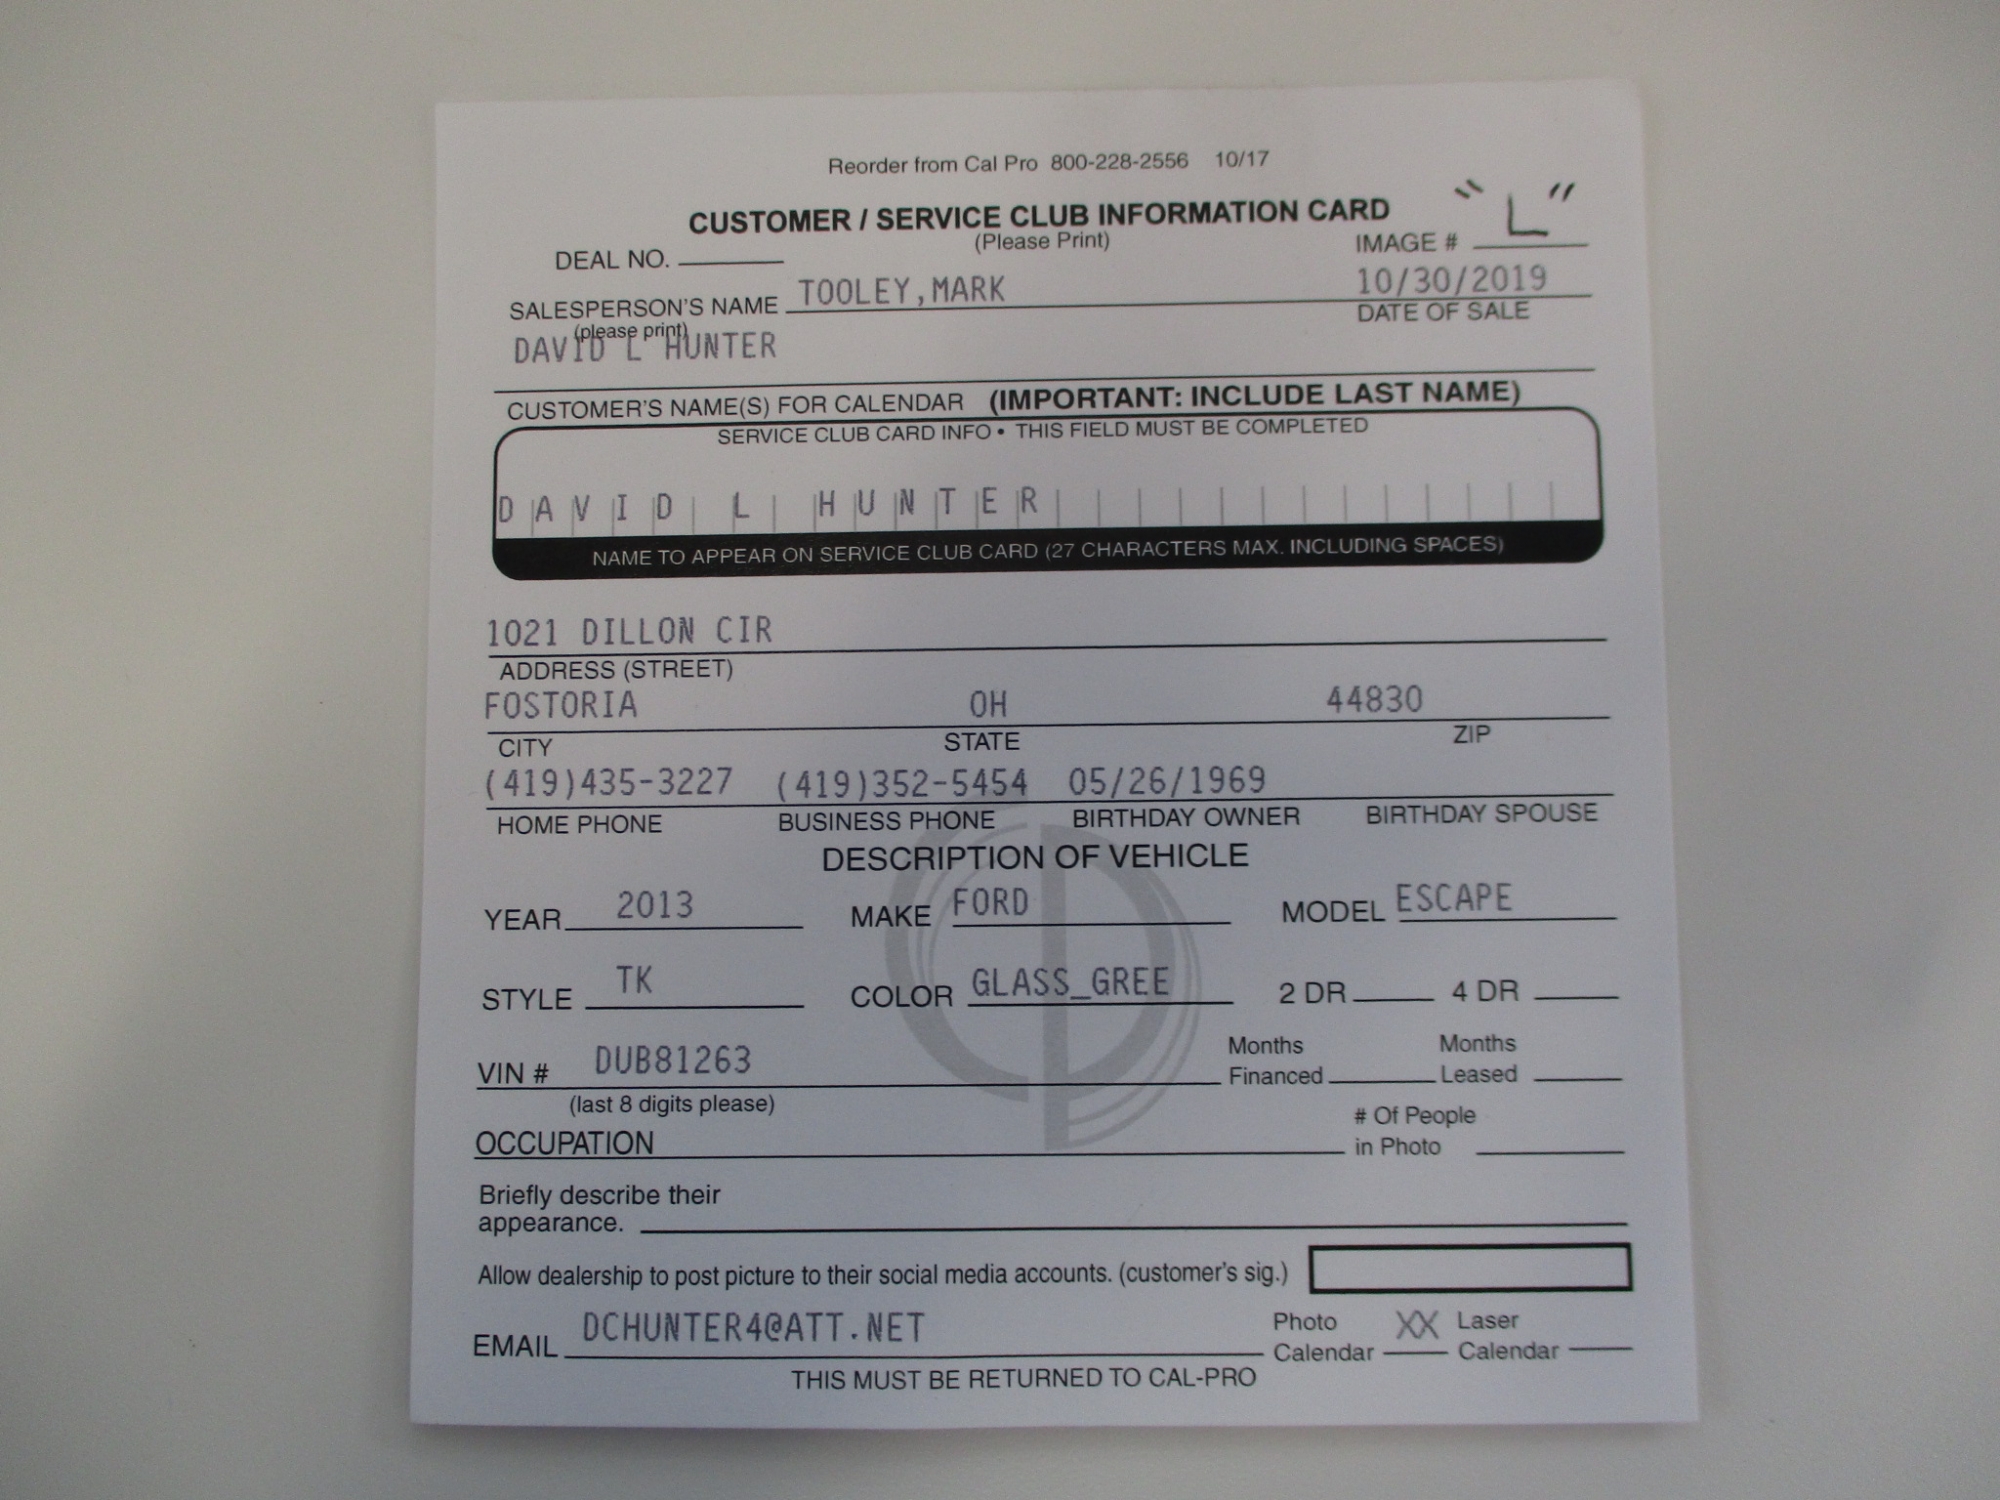 Reorder from Cal Pro 800-228-2556 10/17
CUSTOMER / SERVICE CLUB INFORMATION CARD
(Please Print)
DEAL NO.
IMAGE # "L"
SALESPERSON'S NAME TOOLEY,MARK 10/30/2019
(please print) DATE OF SALE
DAVID L HUNTER
CUSTOMER'S NAME(S) FOR CALENDAR (IMPORTANT: INCLUDE LAST NAME)
SERVICE CLUB CARD INFO • THIS FIELD MUST BE COMPLETED
DAVID L HUNTER
NAME TO APPEAR ON SERVICE CLUB CARD (27 CHARACTERS MAX. INCLUDING SPACES)
1021 DILLON CIR
ADDRESS (STREET)
FOSTORIA OH 44830
CITY STATE ZIP
(419)435-3227 (419)352-5454 05/26/1969
HOME PHONE BUSINESS PHONE BIRTHDAY OWNER BIRTHDAY SPOUSE
DESCRIPTION OF VEHICLE
YEAR 2013 MAKE FORD MODEL ESCAPE
STYLE TK COLOR GLASS_GREE 2 DR 4 DR
VIN # DUB81263 Months Financed Months Leased
(last 8 digits please)
OCCUPATION # Of People in Photo
Briefly describe their
appearance.
Allow dealership to post picture to their social media accounts. (customer's sig.)
EMAIL DCHUNTER4@ATT.NET Photo Calendar XX Laser Calendar
THIS MUST BE RETURNED TO CAL-PRO